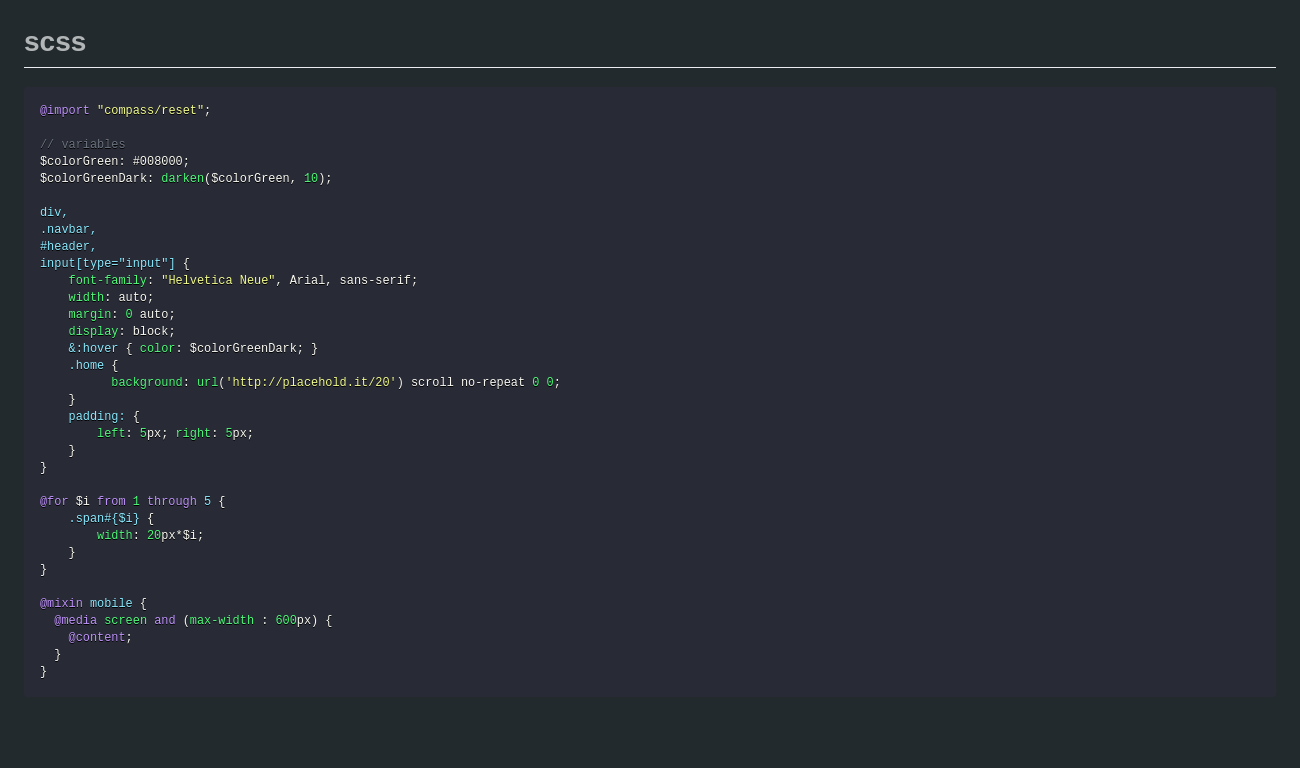 scss
@import "compass/reset";

// variables
$colorGreen: #008000;
$colorGreenDark: darken($colorGreen, 10);

div,
.navbar,
#header,
input[type="input"] {
    font-family: "Helvetica Neue", Arial, sans-serif;
    width: auto;
    margin: 0 auto;
    display: block;
    &:hover { color: $colorGreenDark; }
    .home {
          background: url('http://placehold.it/20') scroll no-repeat 0 0;
    }
    padding: {
        left: 5px; right: 5px;
    }
}

@for $i from 1 through 5 {
    .span#{$i} {
        width: 20px*$i;
    }
}

@mixin mobile {
  @media screen and (max-width : 600px) {
    @content;
  }
}